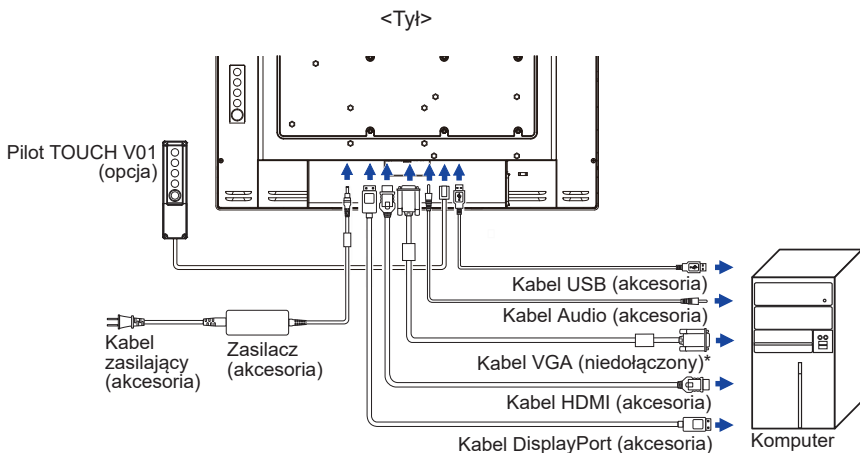 <Tył>
Pilot TOUCH V01
(opcja)
Kabel USB (akcesoria)
Kabel Audio (akcesoria)
Kabel
zasilający
(akcesoria)
Zasilacz
(akcesoria)
Kabel VGA (niedołączony)*
Kabel HDMI (akcesoria)
Kabel DisplayPort (akcesoria)
Komputer